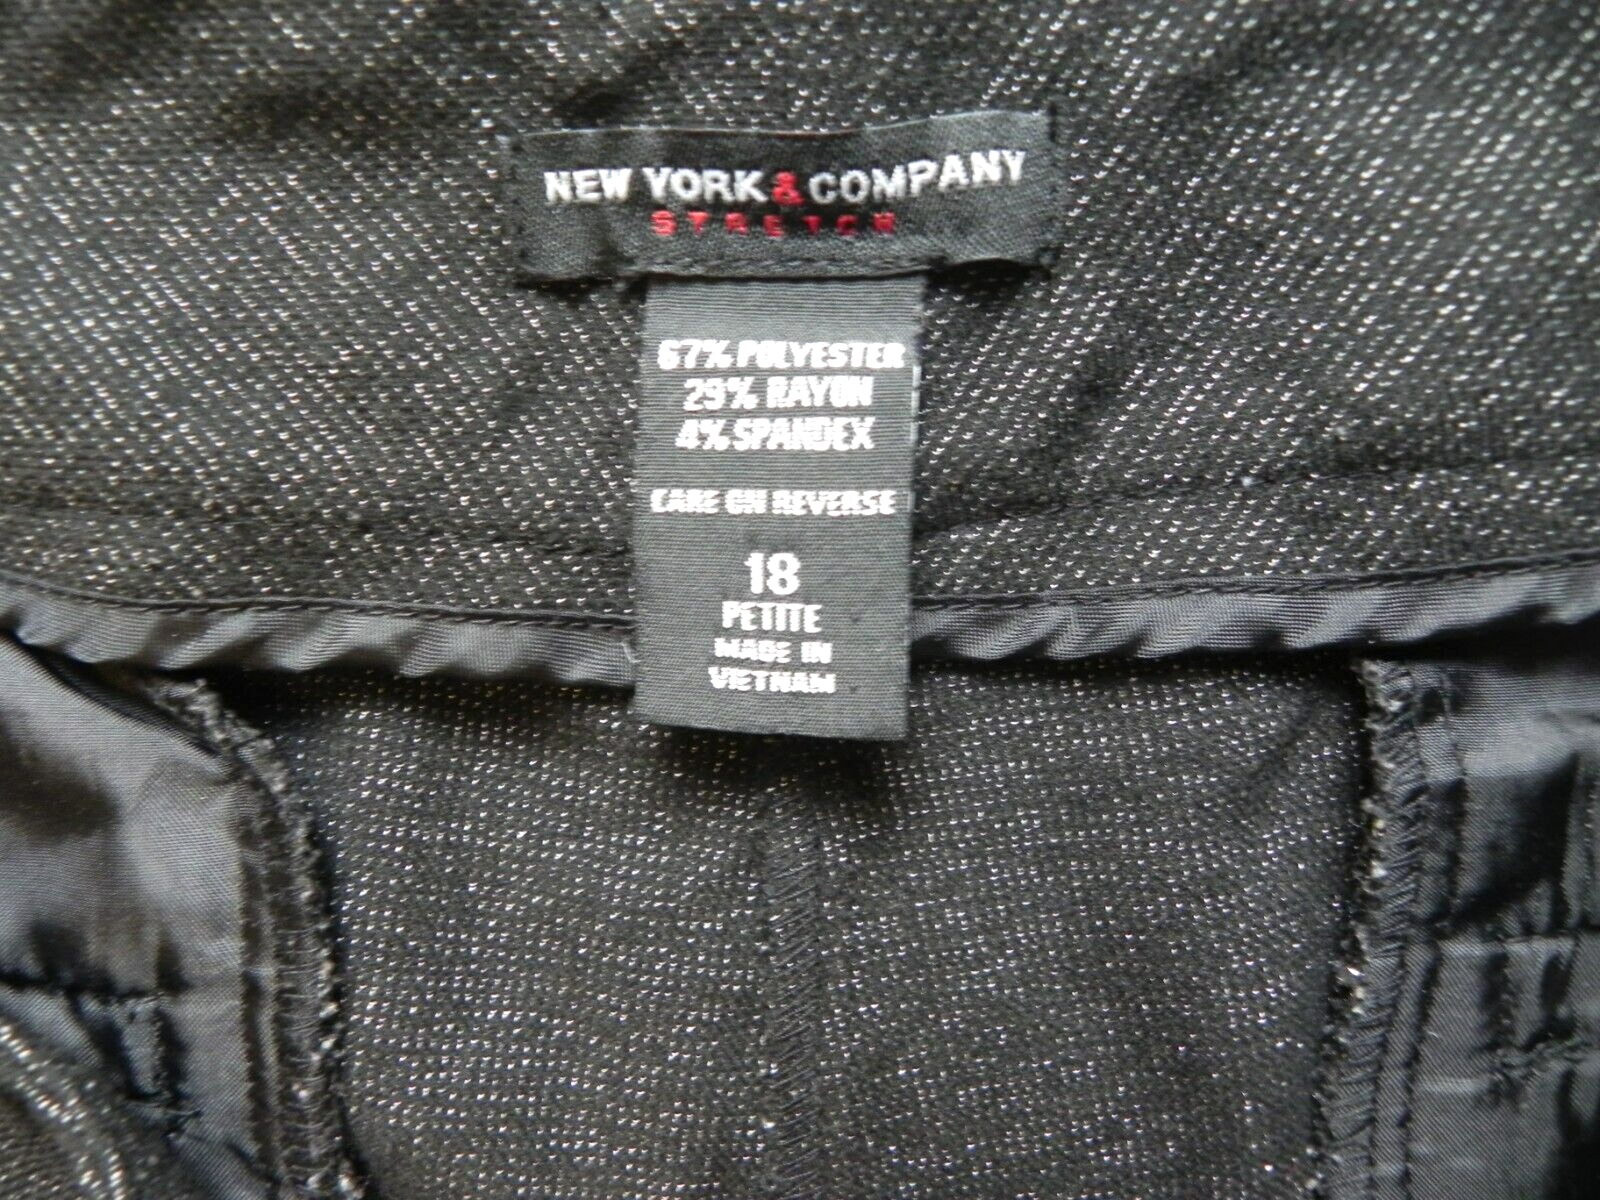 NEW YORK & COMPANY
STRETCH
67% POLYESTER
29% RAYON
4% SPANDEX
CARE ON REVERSE
18
PETITE
MADE IN
VIETNAM